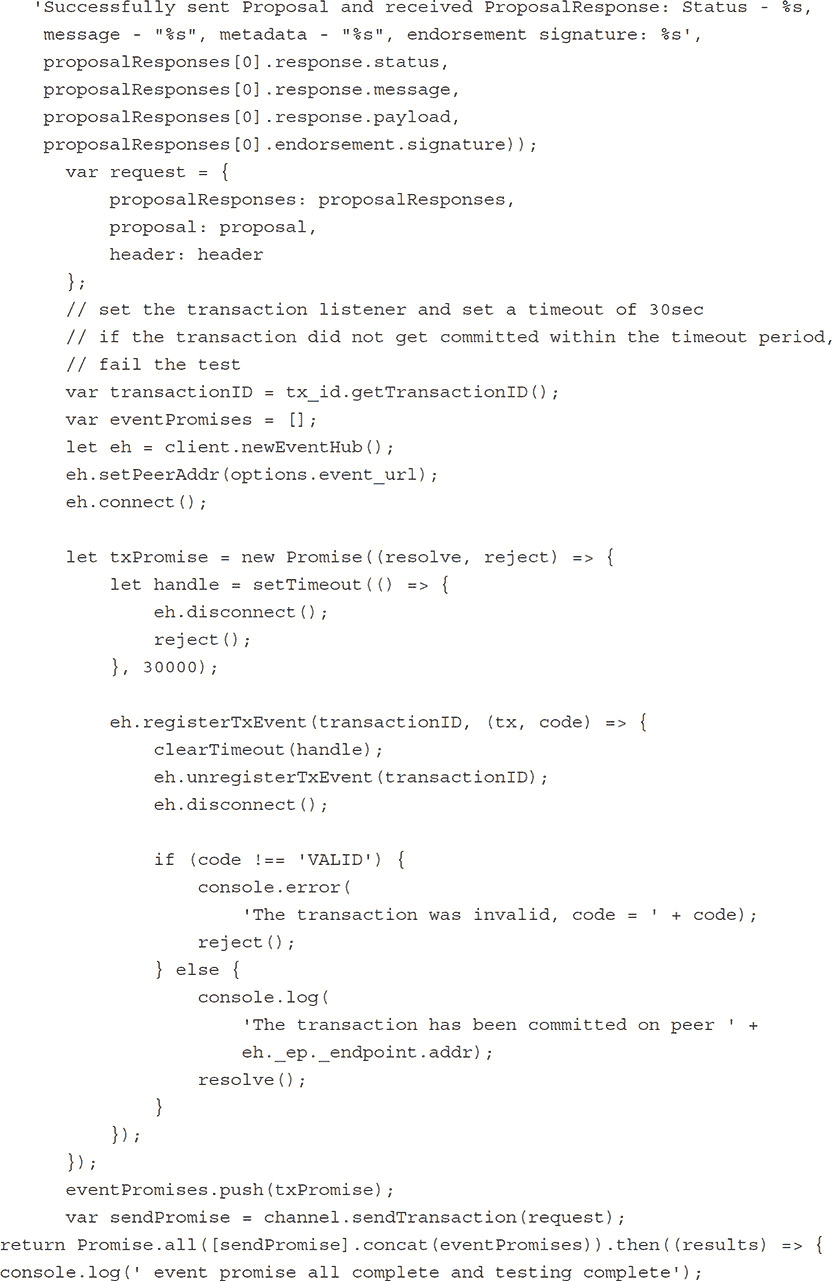 'Successfully sent Proposal and received ProposalResponse: Status - %s,
message - "%s", metadata - "%s", endorsement signature: %s',
proposalResponses[0].response.status,
proposalResponses[0].response.message,
proposalResponses[0].response.payload,
proposalResponses[0].endorsement.signature));
var request = {
proposalResponses: proposalResponses,
proposal: proposal,
header: header
};
// set the transaction listener and set a timeout of 30sec
// if the transaction did not get committed within the timeout period,
// fail the test
var transactionID = tx_id.getTransactionID();
var eventPromises = [];
let eh = client.newEventHub();
eh.setPeerAddr(options.event_url);
eh.connect();
let txPromise = new Promise((resolve, reject) => {
let handle = setTimeout(() => {
eh.disconnect();
reject();
}, 30000);
eh.registerTxEvent(transactionID, (tx, code) => {
clearTimeout(handle);
eh.unregisterTxEvent(transactionID);
eh.disconnect();
if (code !== 'VALID') {
console.error(
'The transaction was invalid, code = ' + code);
reject();
} else {
console.log(
'The transaction has been committed on peer ' +
eh._ep._endpoint.addr);
resolve();
}
});
});
eventPromises.push(txPromise);
var sendPromise = channel.sendTransaction(request);
return Promise.all([sendPromise].concat(eventPromises)).then((results) => {
console.log(' event promise all complete and testing complete');